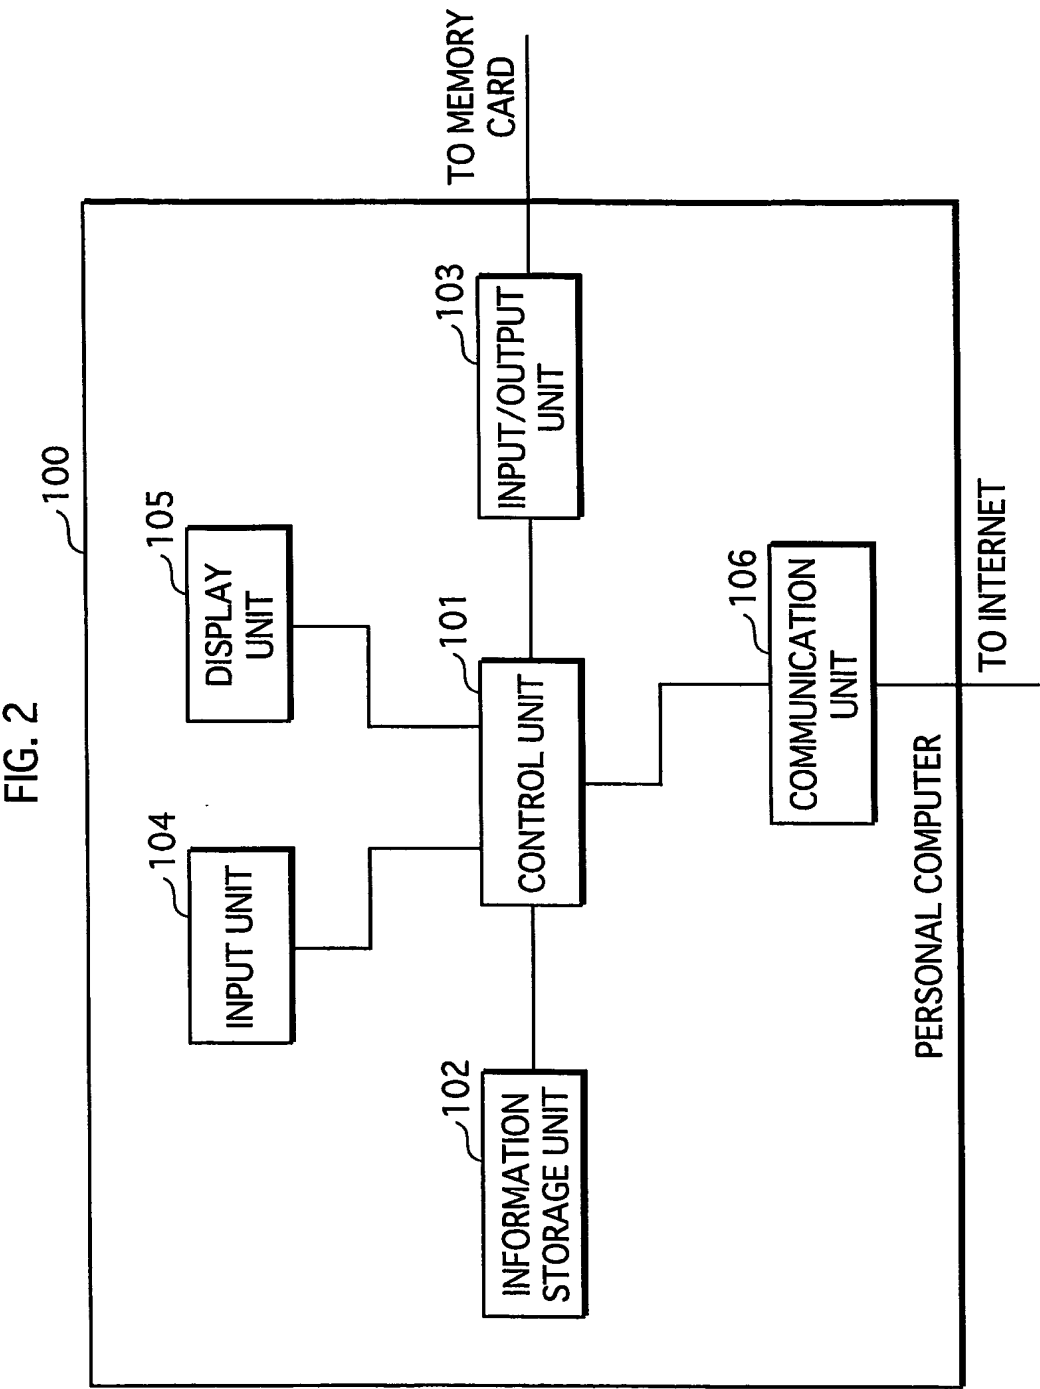 FIG. 2
100
104
INPUT UNIT
105
DISPLAY
UNIT
102
INFORMATION
STORAGE UNIT
101
CONTROL UNIT
103
INPUT/OUTPUT
UNIT
TO MEMORY
CARD
106
COMMUNICATION
UNIT
PERSONAL COMPUTER
TO INTERNET